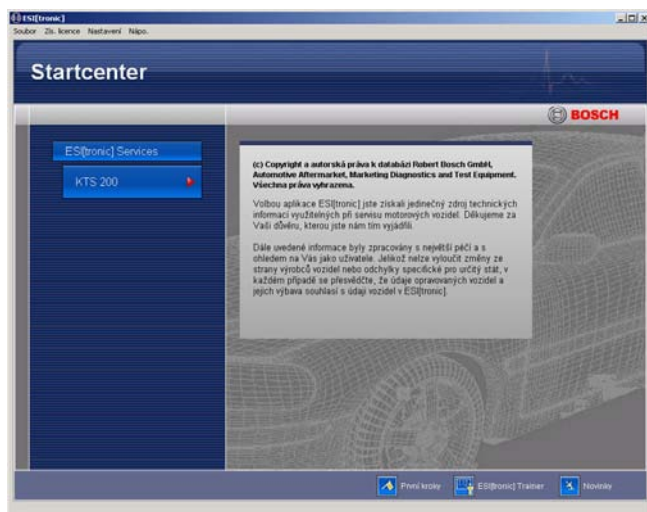 ESI[tronic]
Soubor Zís. licence Nastavení Nápo.
Startcenter
BOSCH
ESI[tronic] Services
KTS 200
(c) Copyright a autorská práva k databázi Robert Bosch GmbH,
Automotive Aftermarket, Marketing Diagnostics and Test Equipment.
Všechna práva vyhrazena.
Volbou aplikace ESI[tronic] jste získali jedinečný zdroj technických
informací využitelných při servisu motorových vozidel. Děkujeme za
Vaši důvěru, kterou jste nám tím vyjádřili.
Dále uvedené informace byly zpracovány s největší péčí a s
ohledem na Vás jako uživatele. Jelikož nelze vyloučit změny ze
strany výrobců vozidel nebo odchylky specifické pro určitý stát, v
každém případě se přesvědčte, že údaje opravovaných vozidel a
jejich výbava souhlasí s údaji vozidel v ESI[tronic].
První kroky ESI[tronic] Trainer Novinky